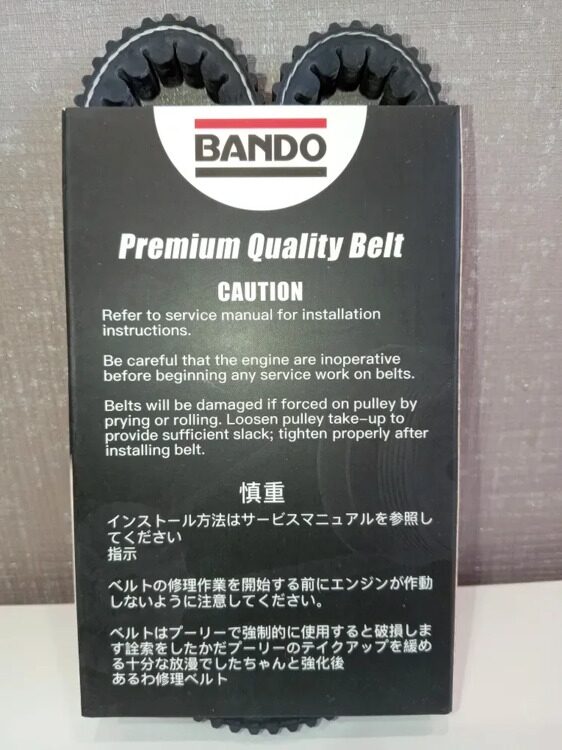 BANDO
Premium Quality Belt
CAUTION
Refer to service manual for installation
instructions.
Be careful that the engine are inoperative
before beginning any service work on belts.
Belts will be damaged if forced on pulley by
prying or rolling. Loosen pulley take-up to
provide sufficient slack; tighten properly after
installing belt.
慎重
インストール方法はサービスマニュアルを参照し
てください
指示
ベルトの修理作業を開始する前にエンジンが作動
しないように注意してください。
ベルトはプーリーで強制的に使用すると破損しま
す詮索をしたかだプーリーのテイクアップを緩め
る十分な放漫でしたちゃんと強化後
あるわ修理ベルト